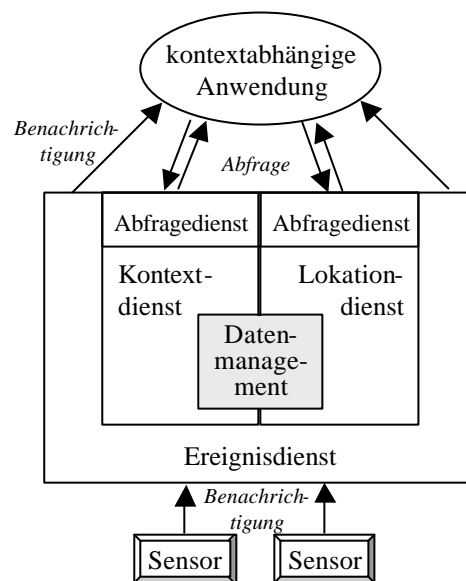 kontextabhängige
Anwendung
Benachrich-
tigung
Abfrage
Abfragedienst
Abfragedienst
Kontext-
dienst
Lokation-
dienst
Daten-
manage-
ment
Ereignisdienst
Benachrich-
tigung
Sensor
Sensor